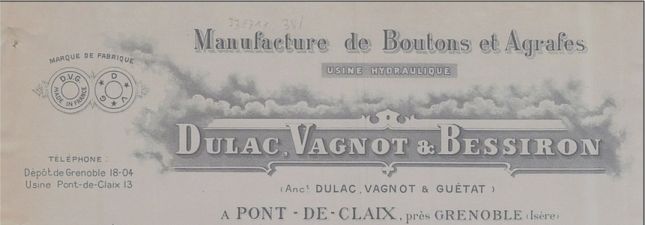 Manufacture de Boutons et Agrafes
USINE HYDRAULIQUE
MARQUE DE FABRIQUE
D.V.G.
MADE IN FRANCE
D V G
DULAC, VAGNOT & BESSIRON
TÉLÉPHONE:
Dépôt de Grenoble 18-04
Usine Pont-de-Claix 13
(Anct DULAC, VAGNOT & GUÉTAT)
A PONT-DE-CLAIX, près GRENOBLE (Isère)